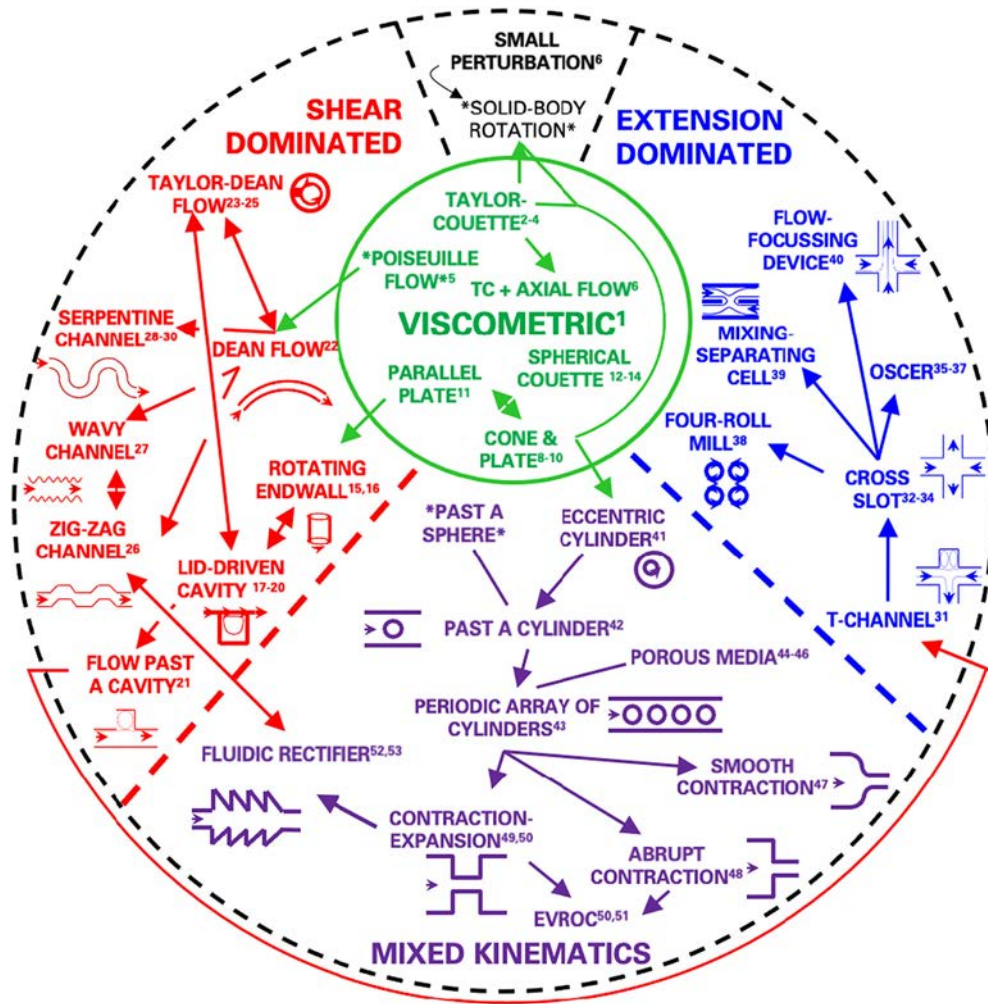 SMALL
PERTURBATION6
*SOLID-BODY
ROTATION*
SHEAR
DOMINATED
EXTENSION
DOMINATED
TAYLOR-DEAN
FLOW23-25
TAYLOR-
COUETTE2-4
*POISEUILLE
FLOW*5
TC + AXIAL FLOW6
VISCOMETRIC1
SPHERICAL
COUETTE 12-14
PARALLEL
PLATE11
CONE &
PLATE8-10
SERPENTINE
CHANNEL28-30
DEAN FLOW22
WAVY
CHANNEL27
ROTATING
ENDWALL15,16
ZIG-ZAG
CHANNEL26
LID-DRIVEN
CAVITY 17-20
FLOW PAST
A CAVITY21
FLOW-
FOCUSSING
DEVICE40
MIXING-
SEPARATING
CELL39
OSCER35-37
FOUR-ROLL
MILL38
CROSS
SLOT32-34
T-CHANNEL31
*PAST A
SPHERE*
ECCENTRIC
CYLINDER41
PAST A CYLINDER42
POROUS MEDIA44-46
PERIODIC ARRAY OF
CYLINDERS43
FLUIDIC RECTIFIER52,53
SMOOTH
CONTRACTION47
CONTRACTION-
EXPANSION49,50
ABRUPT
CONTRACTION48
EVROC50,51
MIXED KINEMATICS